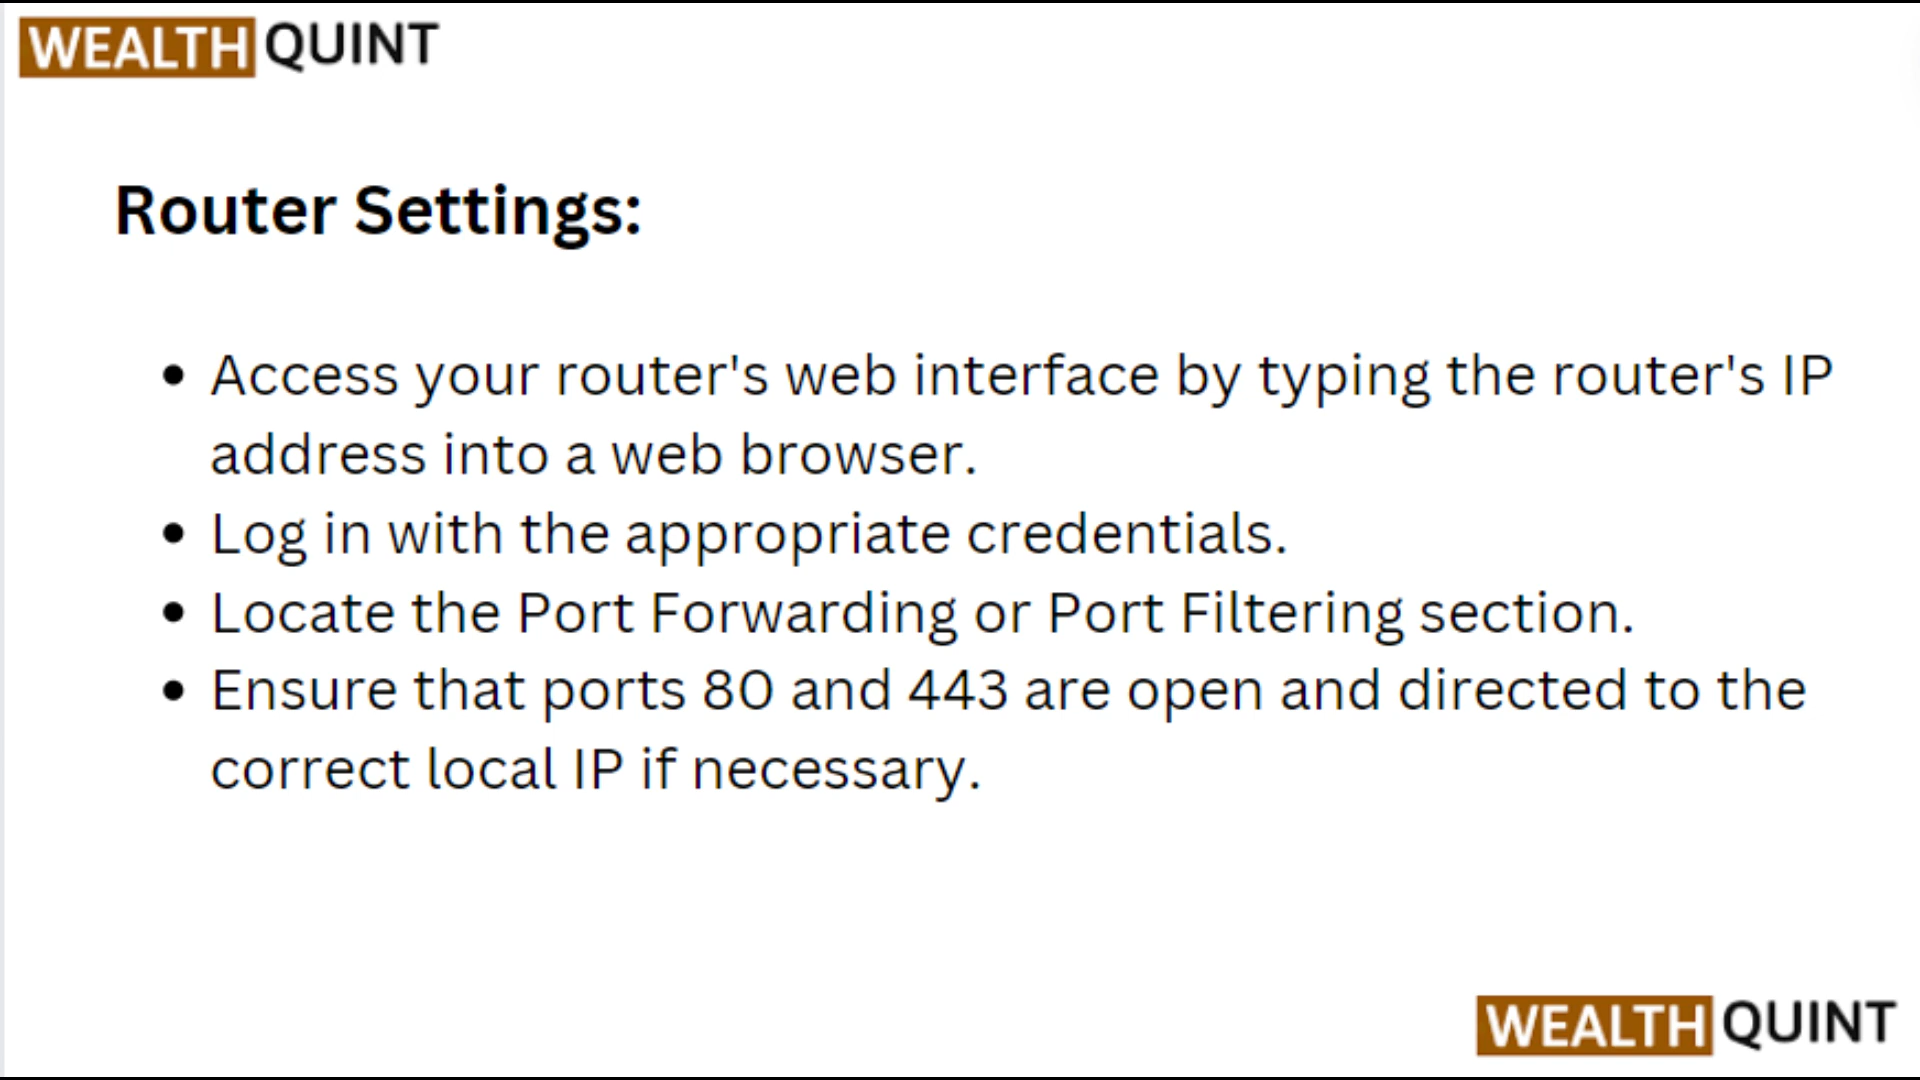 WEALTH QUINT
Router Settings:
• Access your router's web interface by typing the router's IP
address into a web browser.
• Log in with the appropriate credentials.
• Locate the Port Forwarding or Port Filtering section.
• Ensure that ports 80 and 443 are open and directed to the
correct local IP if necessary.
WEALTH QUINT